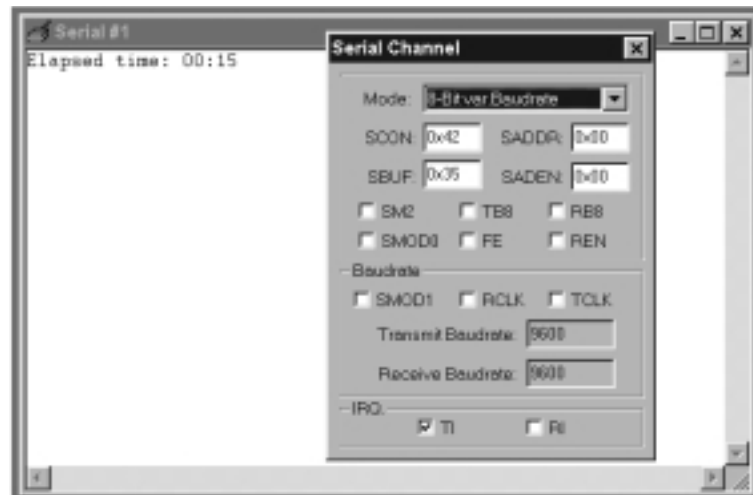 Serial #1
Elapsed time: 00:15
Serial Channel
Mode: 8-Bit var.Baudrate
SCON: 0x42 SADDR: 0x00
SBUF: 0x35 SADEN: 0x00
SM2 TB8 RB8
SMOD0 FE REN
Baudrate
SMOD1 RCLK TCLK
Transmit Baudrate: 9600
Receive Baudrate: 9600
IRQ
TI RI